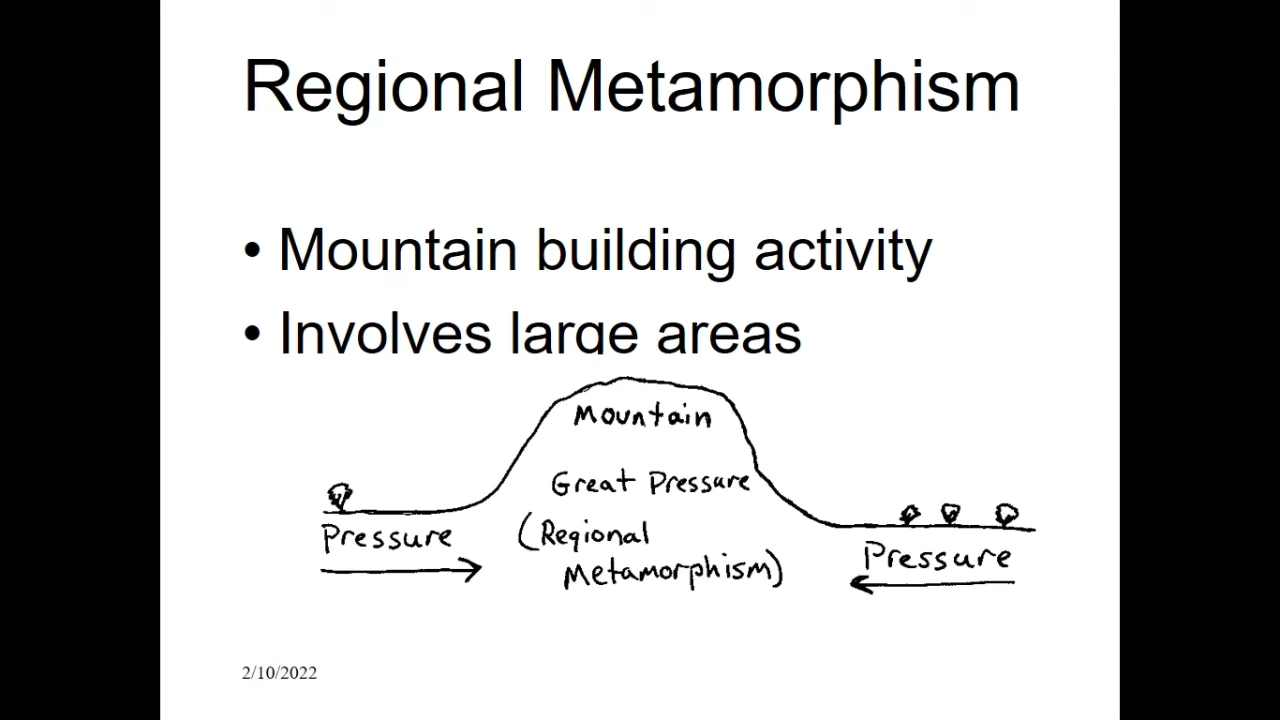 Regional Metamorphism
• Mountain building activity
• Involves large areas
Mountain
Great Pressure
(Regional
Metamorphism)
Pressure
Pressure
2/10/2022